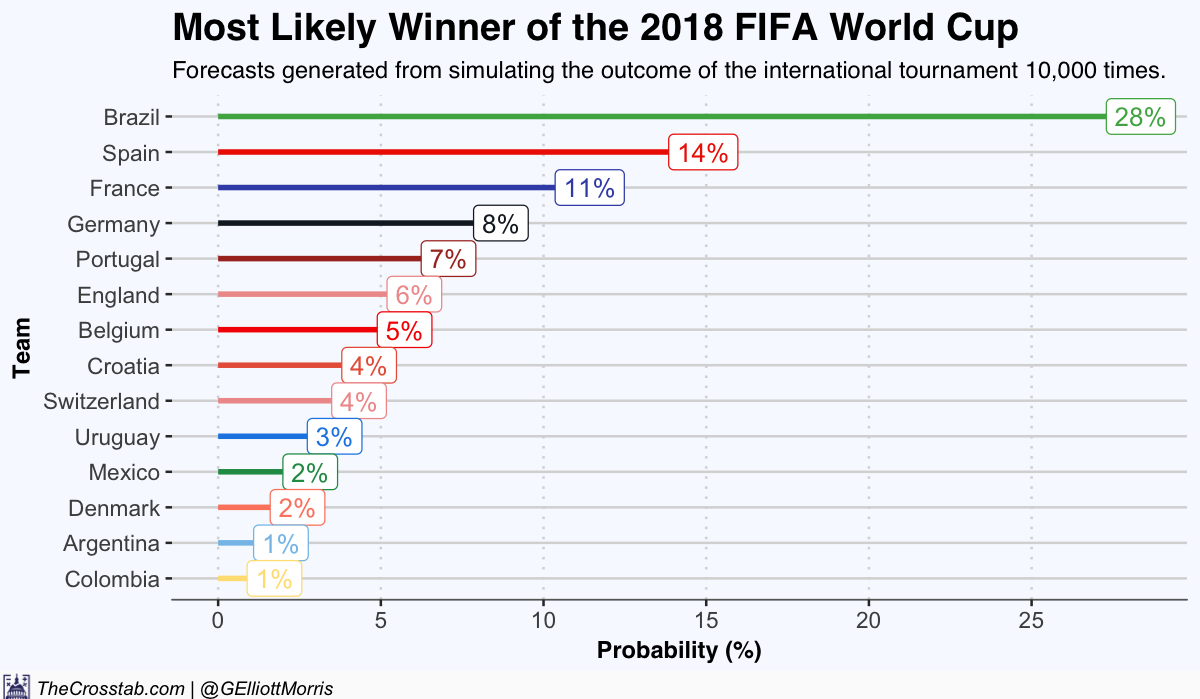 Most Likely Winner of the 2018 FIFA World Cup
Forecasts generated from simulating the outcome of the international tournament 10,000 times.
Team
Brazil 28%
Spain 14%
France 11%
Germany 8%
Portugal 7%
England 6%
Belgium 5%
Croatia 4%
Switzerland 4%
Uruguay 3%
Mexico 2%
Denmark 2%
Argentina 1%
Colombia 1%
0 5 10 15 20 25
Probability (%)
TheCrosstab.com | @GElliottMorris